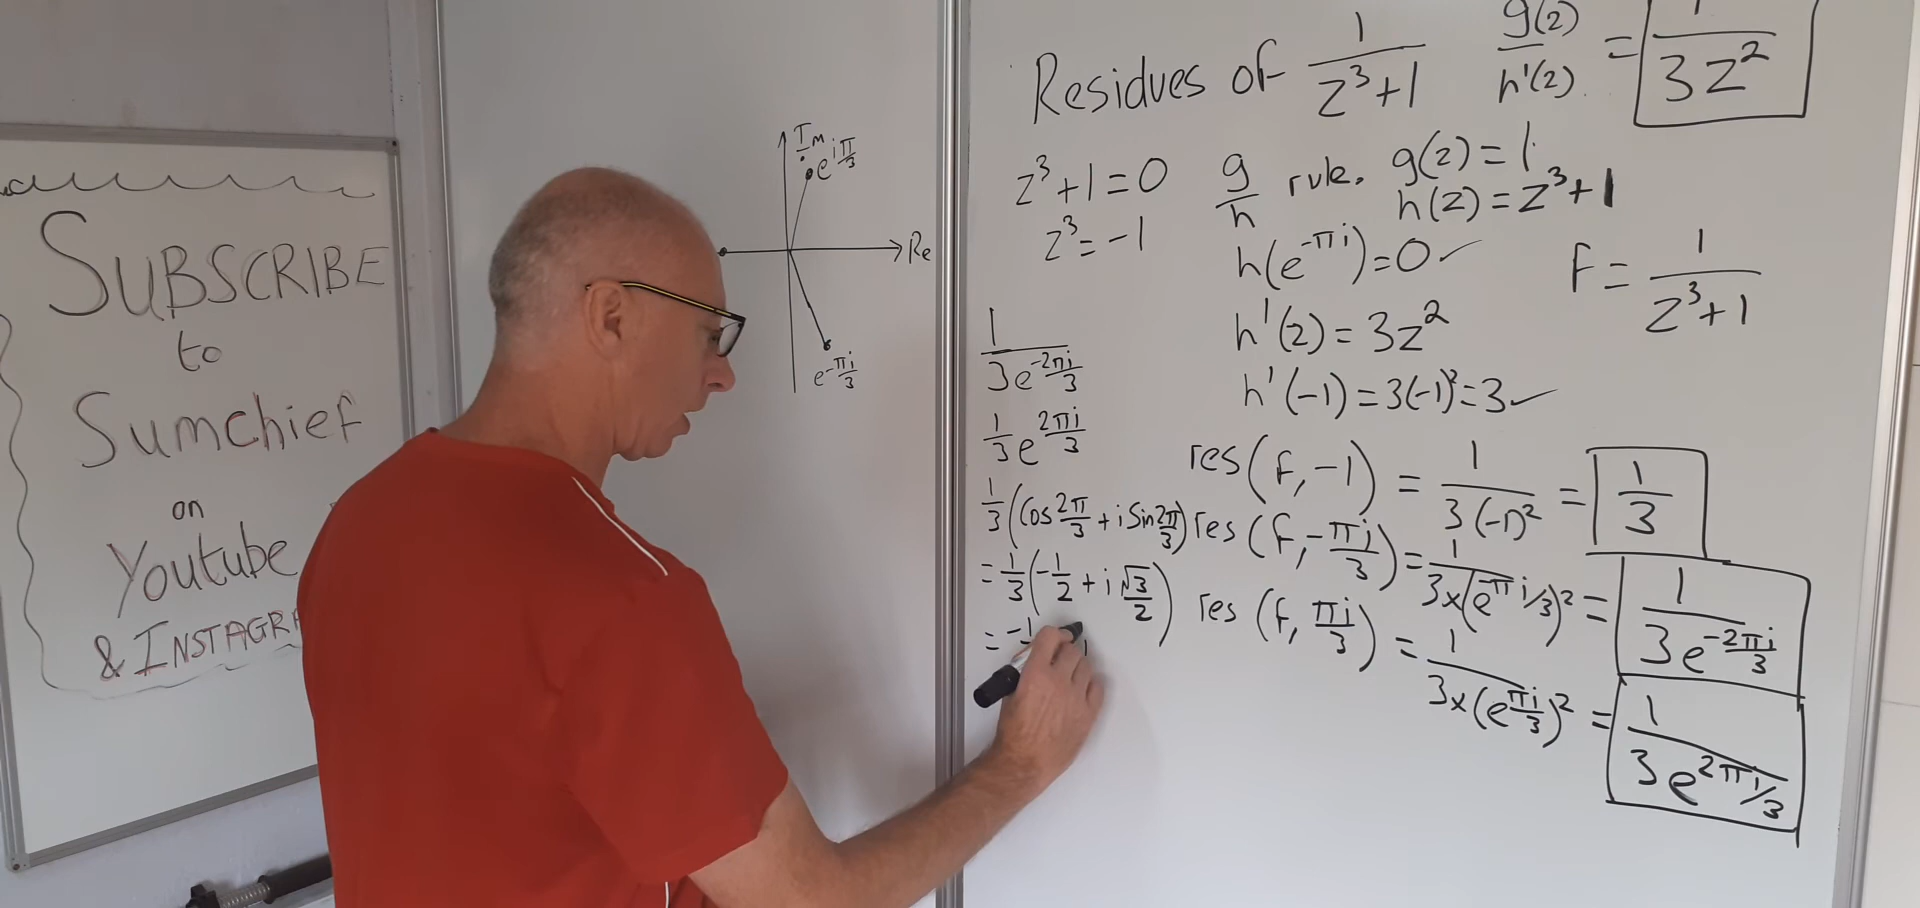 SUBSCRIBE
to
Sumchief
on
Youtube
& INSTAGRA
Im
e^{iπ/3}
Re
e^{-πi/3}
Residues of 1/(z³+1)
g(z)/h'(z) = 1/(3z²)
z³+1=0
z³=-1
g/h rule. g(z)=1
h(z)=z³+1
h(e^{-πi})=0✓
h'(z)=3z²
h'(-1)=3(-1)²=3✓
F=1/(z³+1)
1/(3e^{-2πi/3})
1/3 e^{2πi/3}
1/3(cos 2π/3 + i sin 2π/3)
=1/3(-1/2 + i √3/2)
= -1
res(f,-1) = 1/(3(-1)²) = 1/3
res(f,-πi/3) = 1/(3x(e^{-πi/3})²) = 1/(3e^{-2πi/3})
res(f,πi/3) = 1/(3x(e^{πi/3})²) = 1/(3e^{2πi/3})